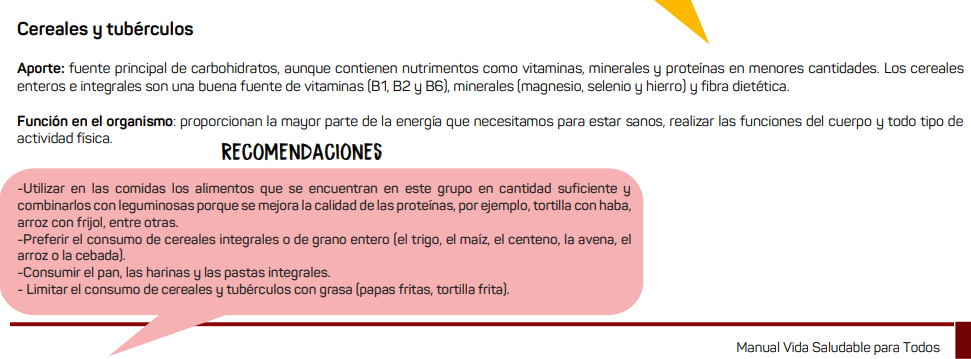 Cereales y tubérculos
Aporte: fuente principal de carbohidratos, aunque contienen nutrimentos como vitaminas, minerales y proteínas en menores cantidades. Los cereales
enteros e integrales son una buena fuente de vitaminas (B1, B2 y B6), minerales (magnesio, selenio y hierro) y fibra dietética.
Función en el organismo: proporcionan la mayor parte de la energía que necesitamos para estar sanos, realizar las funciones del cuerpo y todo tipo de
actividad física.
RECOMENDACIONES
-Utilizar en las comidas los alimentos que se encuentran en este grupo en cantidad suficiente y
combinarlos con leguminosas porque se mejora la calidad de las proteínas, por ejemplo, tortilla con haba,
arroz con frijol, entre otras.
-Preferir el consumo de cereales integrales o de grano entero (el trigo, el maíz, el centeno, la avena, el
arroz o la cebada).
-Consumir el pan, las harinas y las pastas integrales.
- Limitar el consumo de cereales y tubérculos con grasa (papas fritas, tortilla frita).
Manual Vida Saludable para Todos